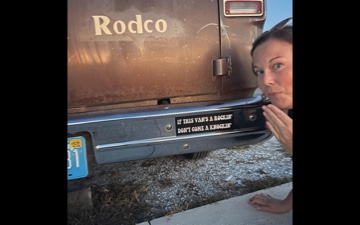 Rodco
IF THIS VAN'S A ROCKIN'
DON'T COME A KNOCKIN'